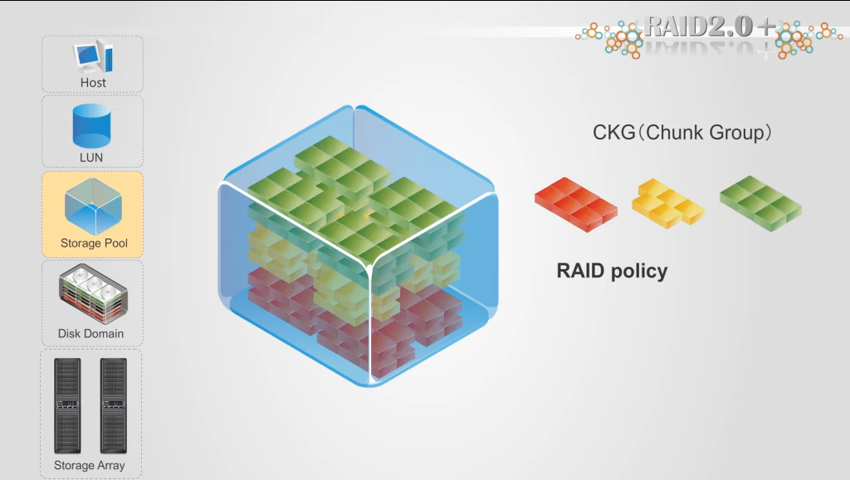 RAID2.0+
Host
LUN
Storage Pool
Disk Domain
Storage Array
CKG(Chunk Group)
RAID policy